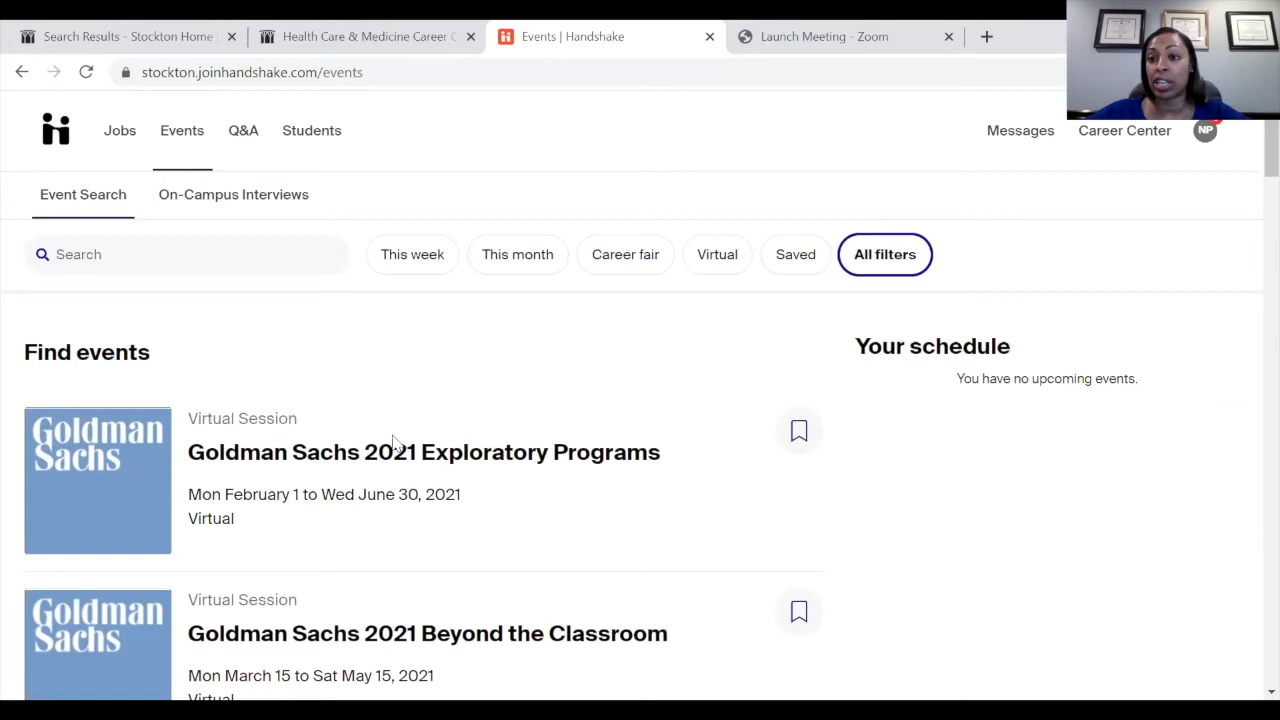 Search Results - Stockton Home
Health Care & Medicine Career C
Events | Handshake
Launch Meeting - Zoom
stockton.joinhandshake.com/events
Jobs
Events
Q&A
Students
Messages
Career Center
NP
Event Search
On-Campus Interviews
Search
This week
This month
Career fair
Virtual
Saved
All filters
Find events
Your schedule
You have no upcoming events.
Goldman
Sachs
Virtual Session
Goldman Sachs 2021 Exploratory Programs
Mon February 1 to Wed June 30, 2021
Virtual
Goldman
Sachs
Virtual Session
Goldman Sachs 2021 Beyond the Classroom
Mon March 15 to Sat May 15, 2021
Virtual